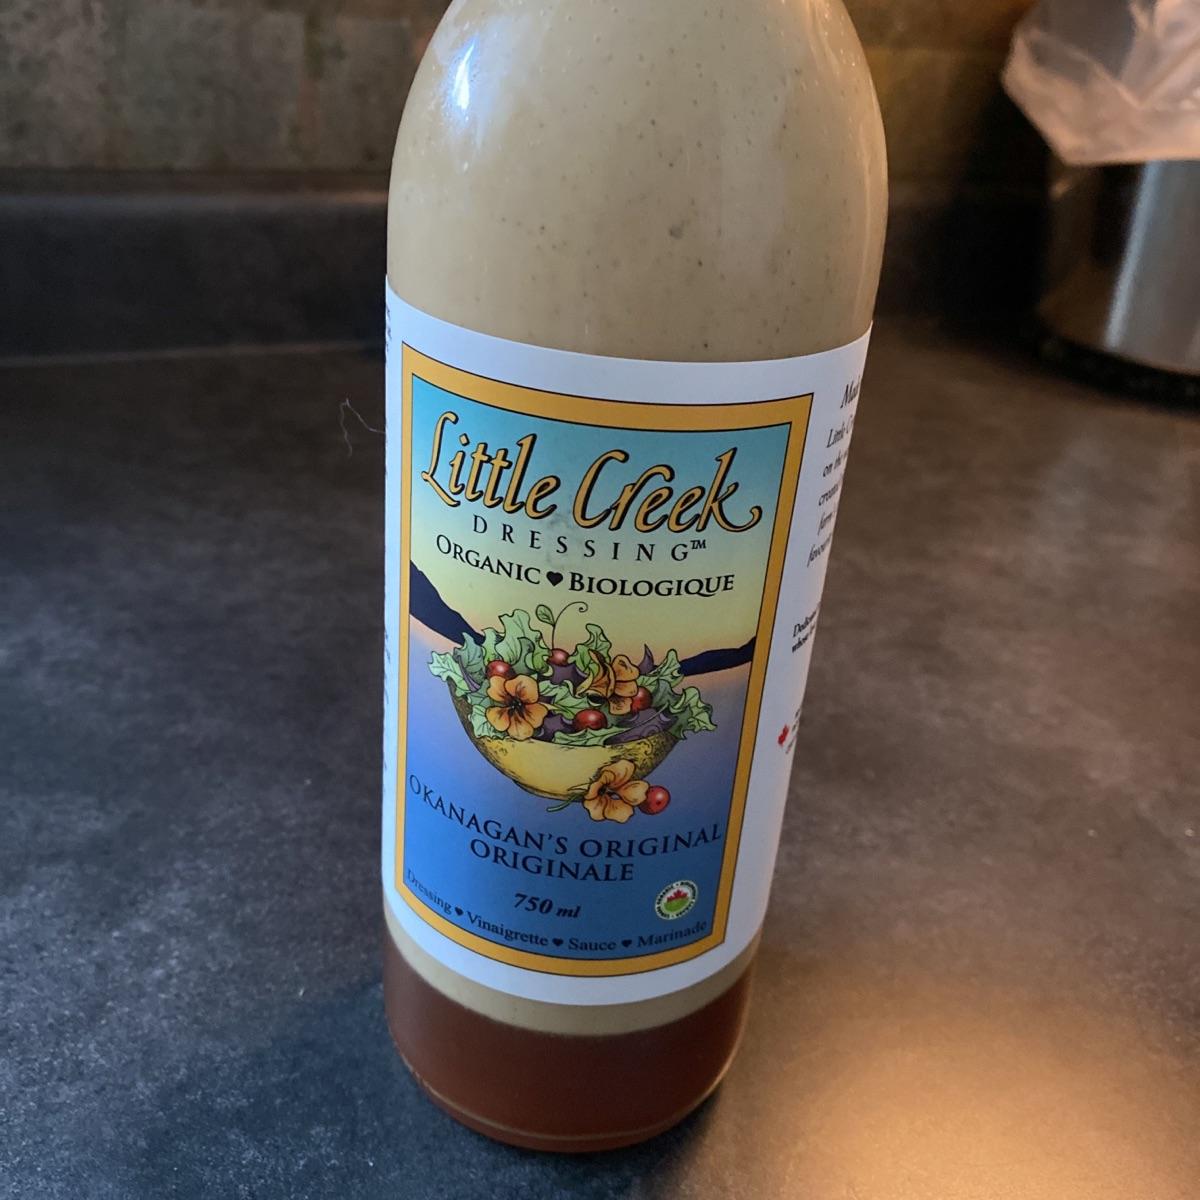 Little Creek
DRESSING™
ORGANIC ♥ BIOLOGIQUE
OKANAGAN'S ORIGINAL
ORIGINALE
750 ml
Dressing ♥ Vinaigrette ♥ Sauce ♥ Marinade